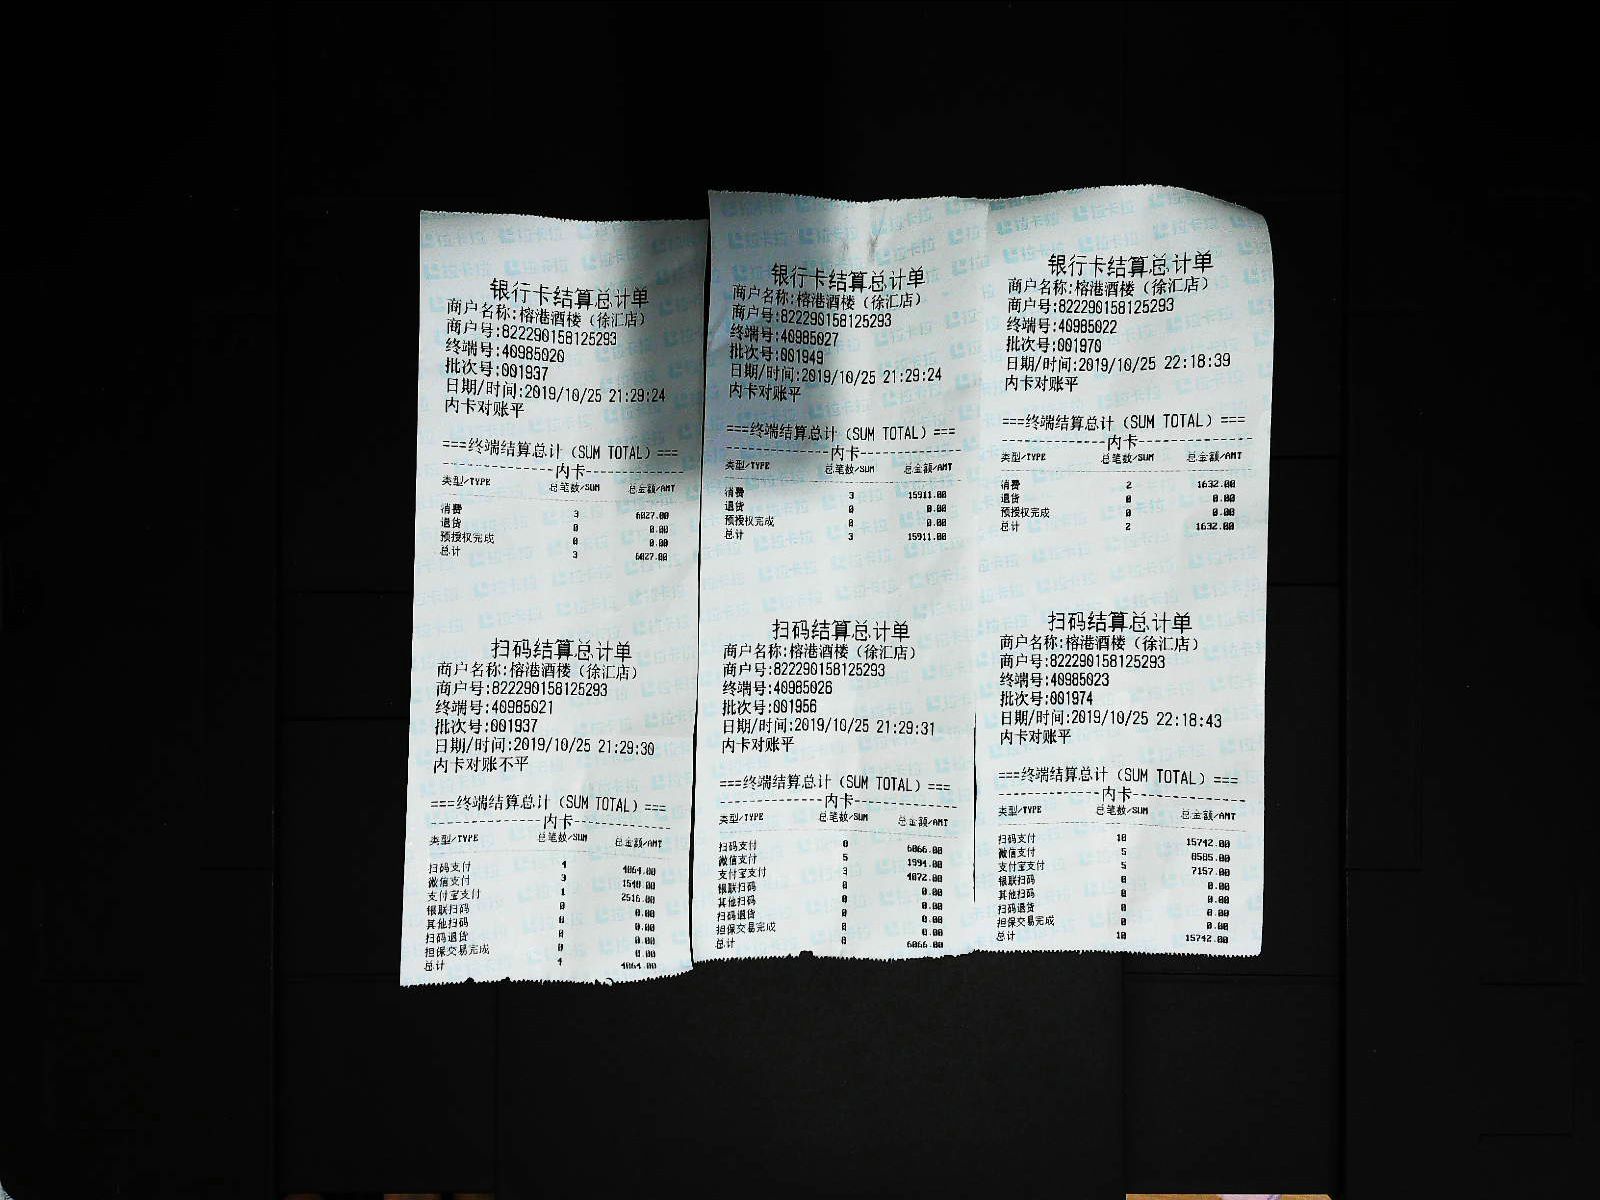 银行卡结算总计单
商户名称:榕港酒楼（徐汇店）
商户号:822290158125293
终端号:40985020
批次号:001937
日期/时间:2019/10/25 21:29:24
内卡对账平
===终端结算总计（SUM TOTAL）===
内卡
类型/TYPE 总笔数/SUM 总金额/AMT
消费 3 6027.00
退货 0 0.00
预授权完成 0 0.00
总计 3 6027.00
扫码结算总计单
商户名称:榕港酒楼（徐汇店）
商户号:822290158125293
终端号:40985021
批次号:001937
日期/时间:2019/10/25 21:29:30
内卡对账不平
===终端结算总计（SUM TOTAL）===
内卡
类型/TYPE 总笔数/SUM 总金额/AMT
扫码支付 4
微信支付 3
支付宝支付 1 2516.00
银联扫码 0 0.00
其他扫码 0 0.00
扫码退货 0 0.00
担保交易完成 0 0.00
总计 4
银行卡结算总计单
商户名称:榕港酒楼（徐汇店）
商户号:822290158125293
终端号:40985027
批次号:001949
日期/时间:2019/10/25 21:29:24
内卡对账平
===终端结算总计（SUM TOTAL）===
内卡
类型/TYPE 总笔数/SUM 总金额/AMT
消费 3 15911.00
退货 0 0.00
预授权完成 0 0.00
总计 3 15911.00
扫码结算总计单
商户名称:榕港酒楼（徐汇店）
商户号:822290158125293
终端号:40985026
批次号:001956
日期/时间:2019/10/25 21:29:31
内卡对账平
===终端结算总计（SUM TOTAL）===
内卡
类型/TYPE 总笔数/SUM 总金额/AMT
扫码支付 8
微信支付 5 1994.00
支付宝支付 3
银联扫码 0 0.00
其他扫码 0 0.00
扫码退货 0 0.00
担保交易完成 0 0.00
总计 8
银行卡结算总计单
商户名称:榕港酒楼（徐汇店）
商户号:822290158125293
终端号:40985022
批次号:001970
日期/时间:2019/10/25 22:18:39
内卡对账平
===终端结算总计（SUM TOTAL）===
内卡
类型/TYPE 总笔数/SUM 总金额/AMT
消费 2 1632.00
退货 0 0.00
预授权完成 0 0.00
总计 2 1632.00
扫码结算总计单
商户名称:榕港酒楼（徐汇店）
商户号:822290158125293
终端号:40985023
批次号:001974
日期/时间:2019/10/25 22:18:43
内卡对账平
===终端结算总计（SUM TOTAL）===
内卡
类型/TYPE 总笔数/SUM 总金额/AMT
扫码支付 10 15742.00
微信支付 5 8585.00
支付宝支付 5 7157.00
银联扫码 0 0.00
其他扫码 0 0.00
扫码退货 0 0.00
担保交易完成 0 0.00
总计 10 15742.00